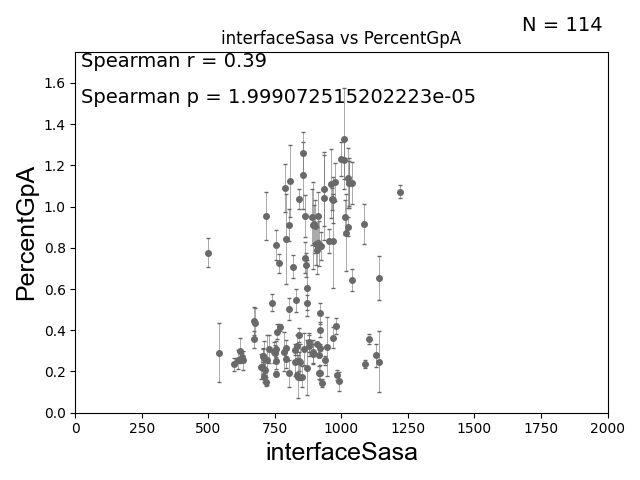 N = 114
interfaceSasa vs PercentGpA
Spearman r = 0.39
Spearman p = 1.999072515202223e-05
PercentGpA
1.6
1.4
1.2
1.0
0.8
0.6
0.4
0.2
0.0
0 250 500 750 1000 1250 1500 1750 2000
interfaceSasa